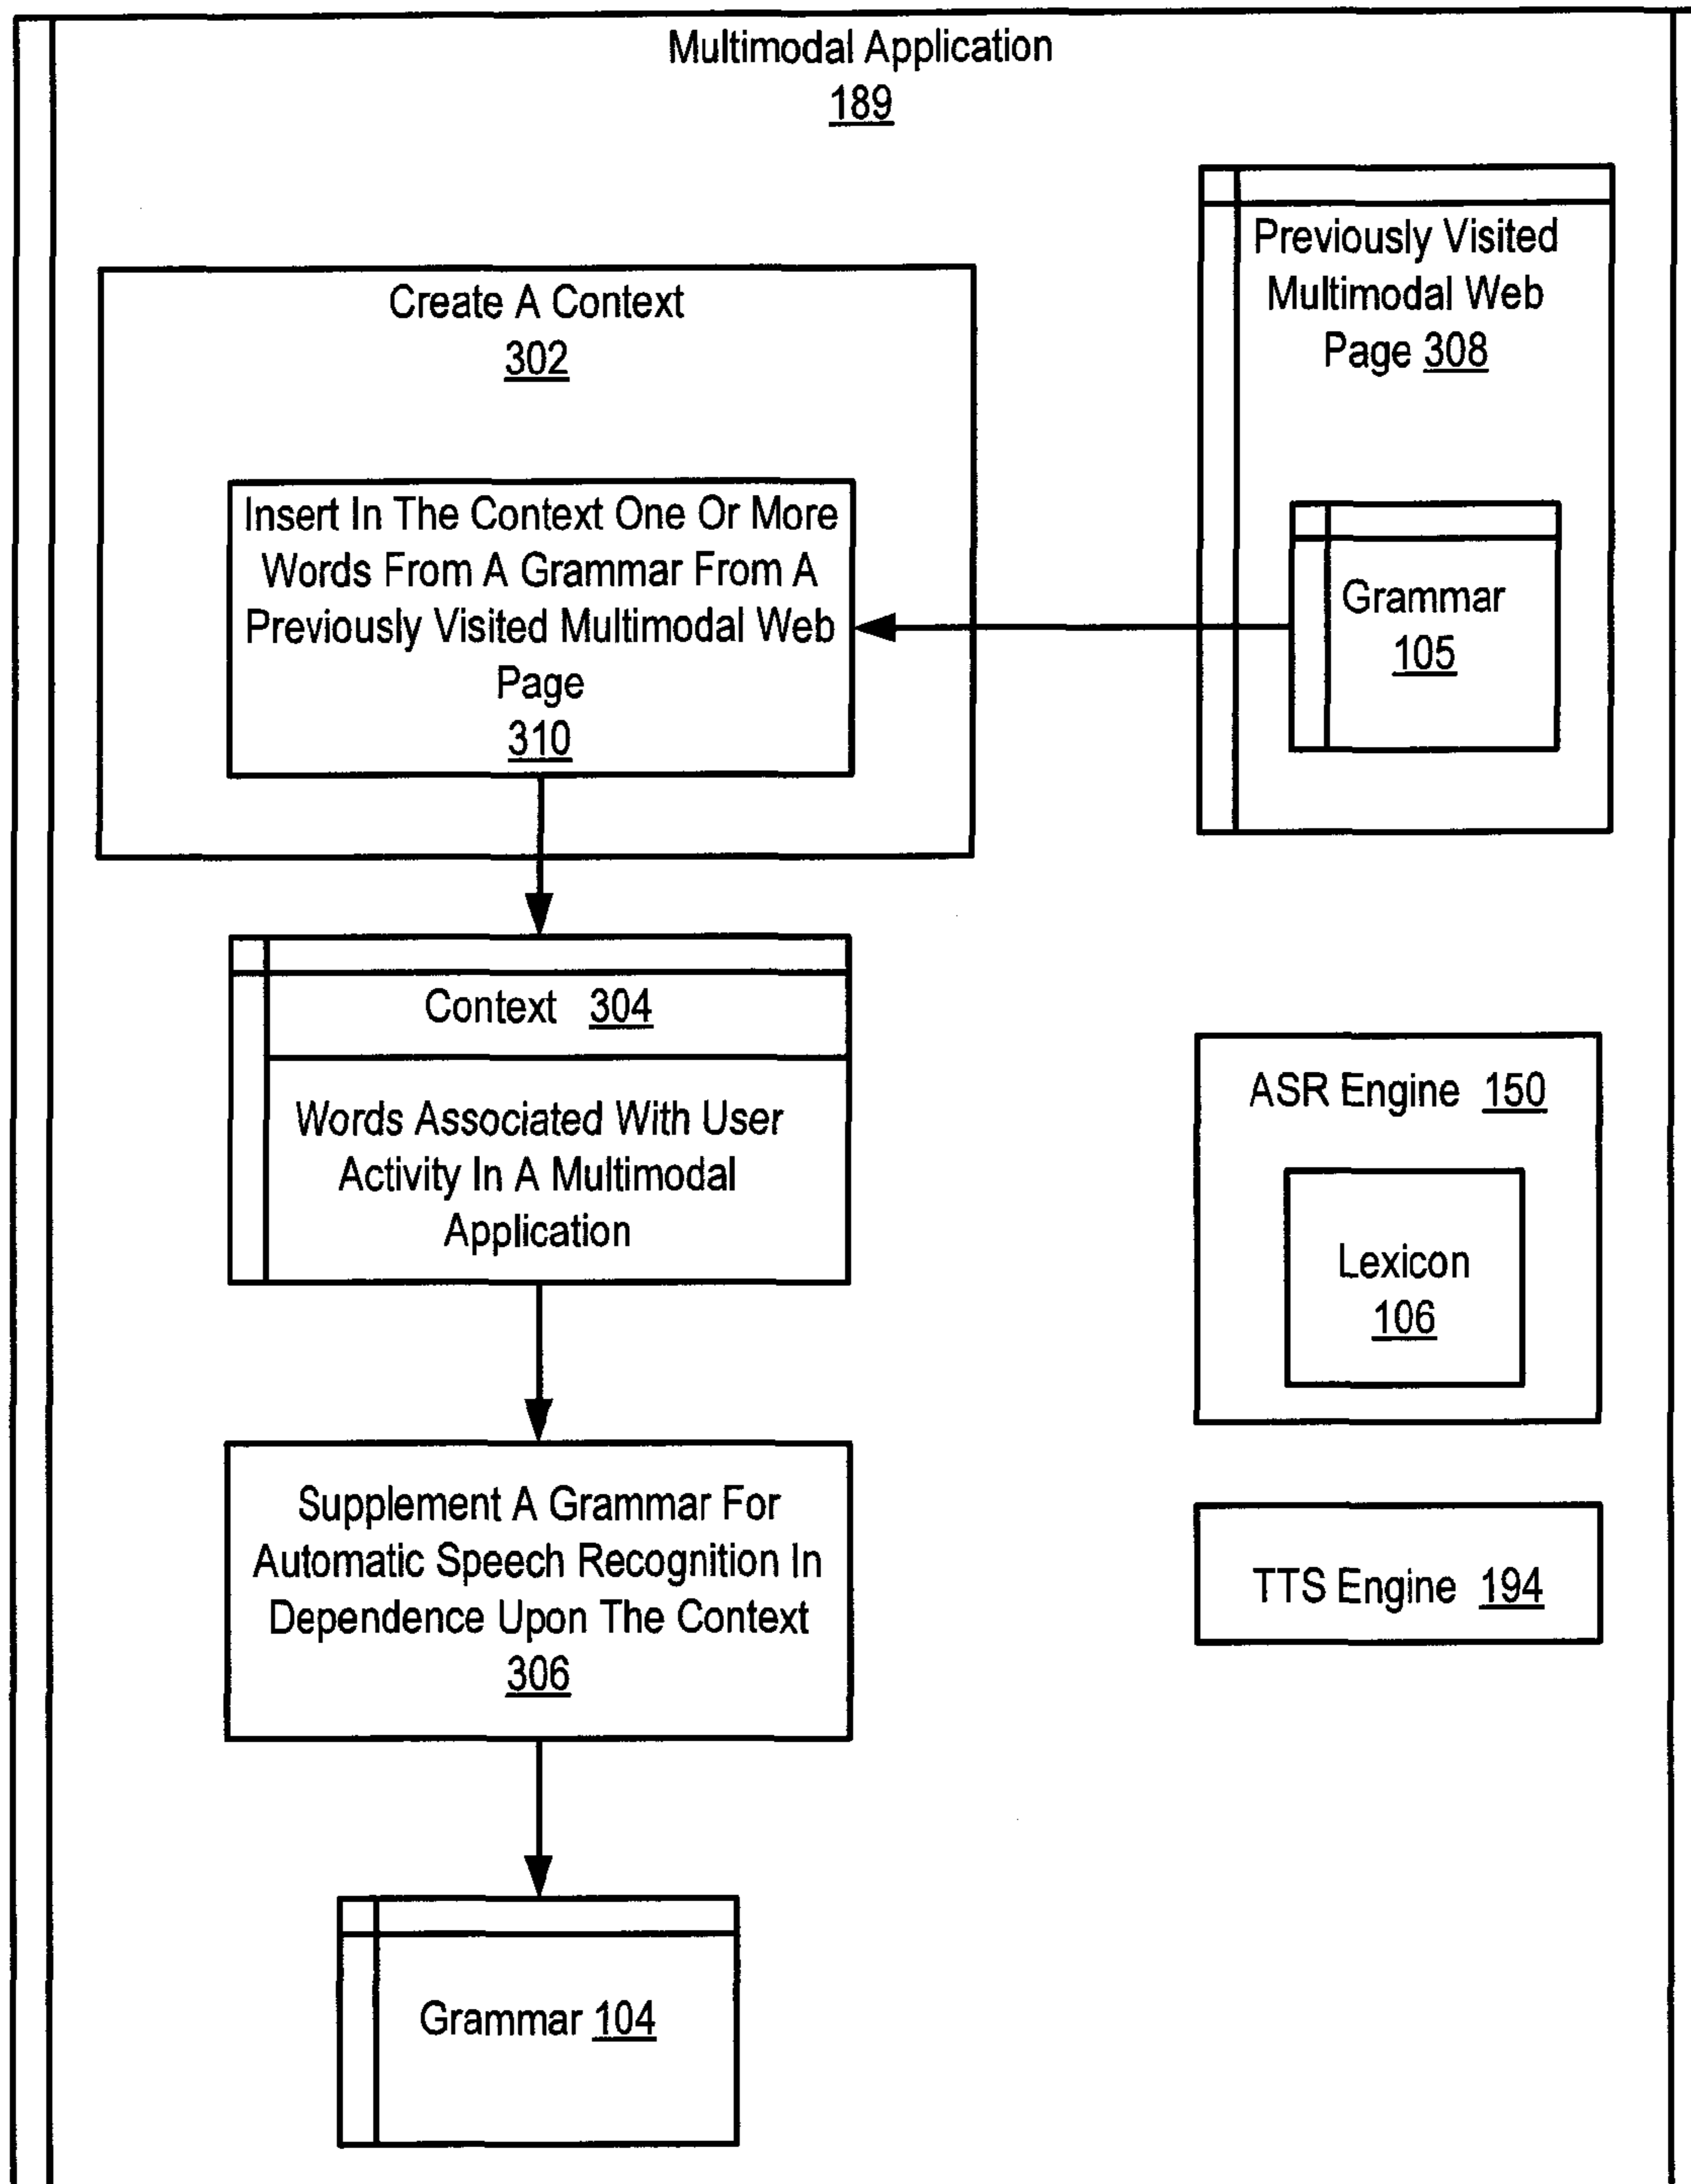 Multimodal Application
189
Create A Context
302
Insert In The Context One Or More
Words From A Grammar From A
Previously Visited Multimodal Web
Page
310
Previously Visited
Multimodal Web
Page 308
Grammar
105
Context 304
Words Associated With User
Activity In A Multimodal
Application
ASR Engine 150
Lexicon
106
Supplement A Grammar For
Automatic Speech Recognition In
Dependence Upon The Context
306
TTS Engine 194
Grammar 104